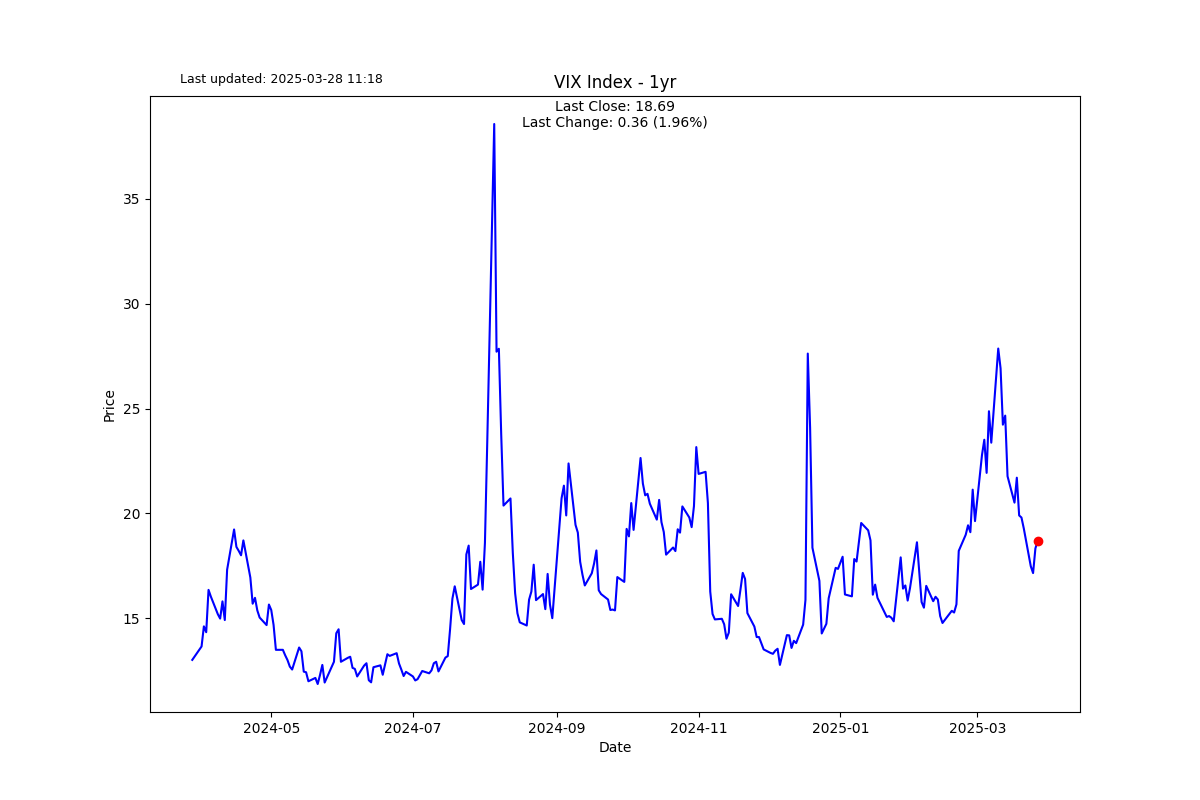 Last updated: 2025-03-28 11:18
VIX Index - 1yr
Last Close: 18.69
Last Change: 0.36 (1.96%)
35
30
25
20
15
Price
2024-05
2024-07
2024-09
2024-11
2025-01
2025-03
Date